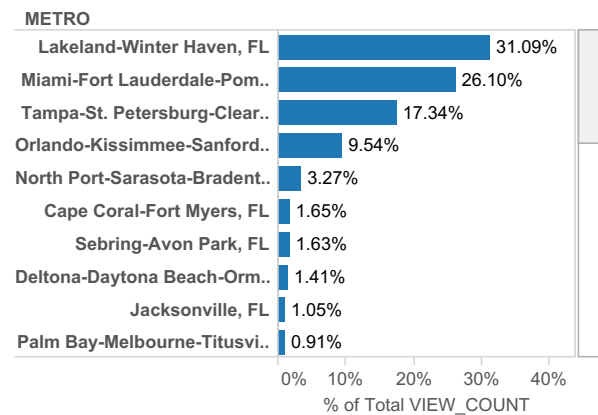 METRO
Lakeland-Winter Haven, FL 31.09%
Miami-Fort Lauderdale-Pom.. 26.10%
Tampa-St. Petersburg-Clear.. 17.34%
Orlando-Kissimmee-Sanford.. 9.54%
North Port-Sarasota-Bradent.. 3.27%
Cape Coral-Fort Myers, FL 1.65%
Sebring-Avon Park, FL 1.63%
Deltona-Daytona Beach-Orm.. 1.41%
Jacksonville, FL 1.05%
Palm Bay-Melbourne-Titusvi.. 0.91%
0% 10% 20% 30% 40%
% of Total VIEW_COUNT